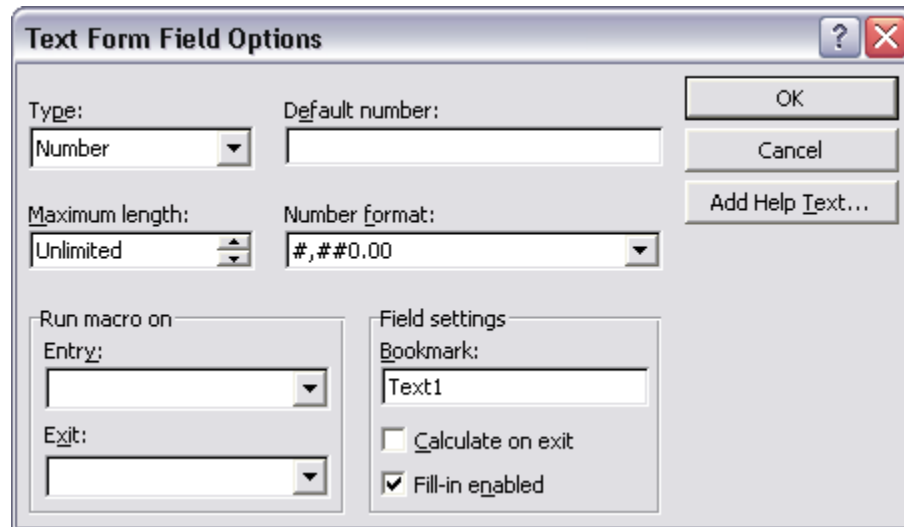 Text Form Field Options
Type:
Number
Default number:
Maximum length:
Unlimited
Number format:
#,##0.00
Run macro on
Entry:
Exit:
Field settings
Bookmark:
Text1
Calculate on exit
Fill-in enabled
OK
Cancel
Add Help Text...